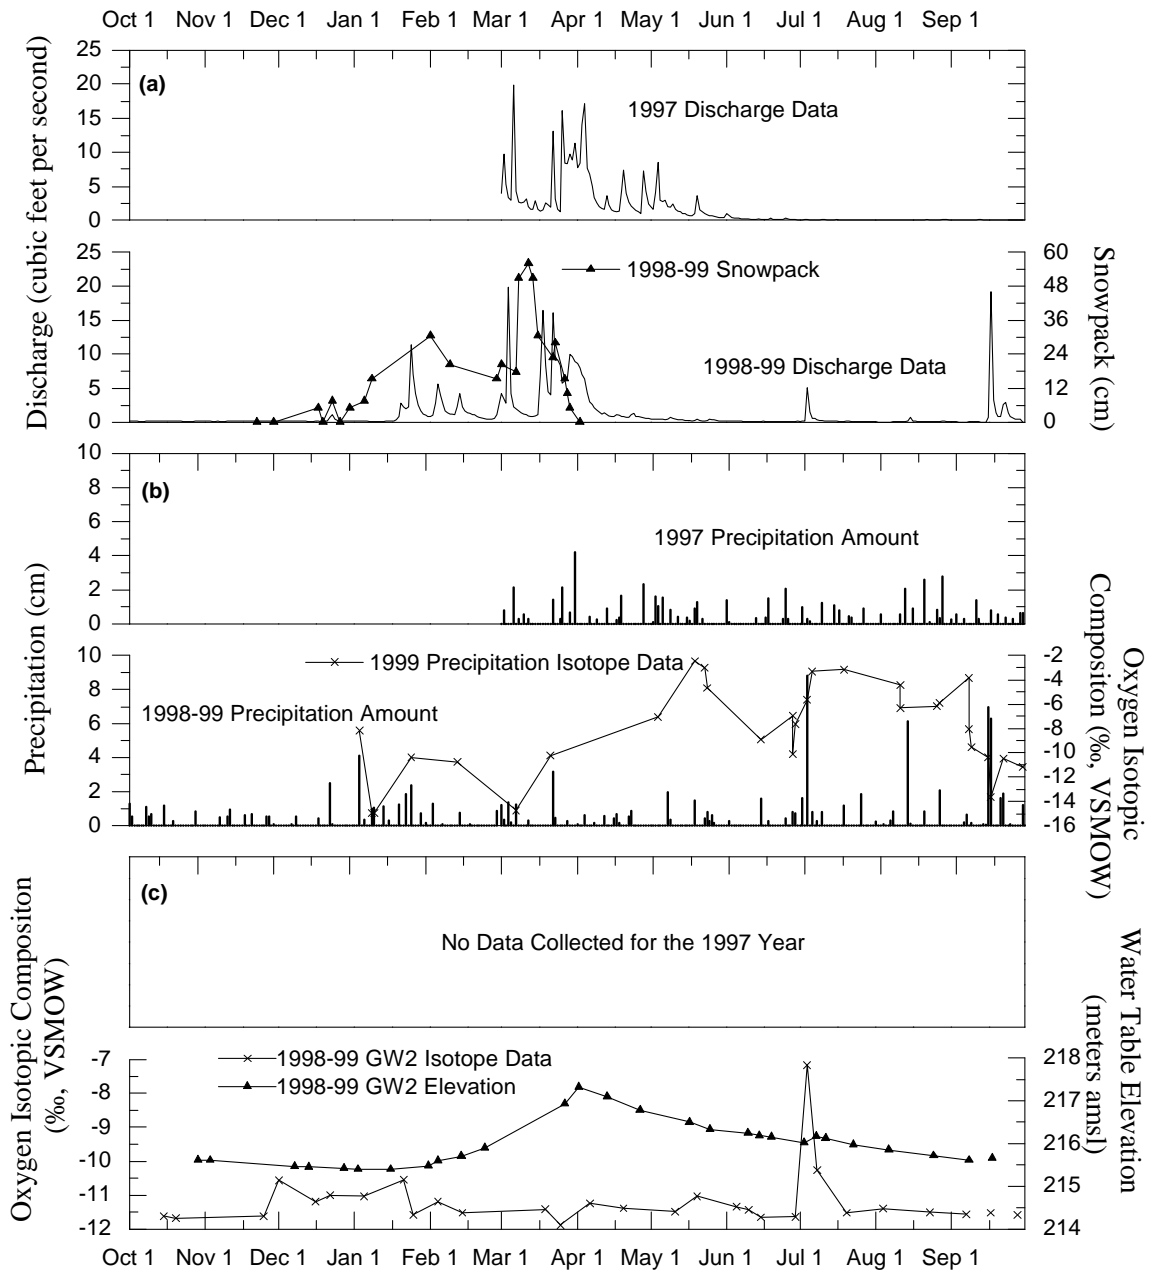 Oct 1 Nov 1 Dec 1 Jan 1 Feb 1 Mar 1 Apr 1 May 1 Jun 1 Jul 1 Aug 1 Sep 1
Discharge (cubic feet per second)
25
20
15
10
5
0
(a)
1997 Discharge Data
25
20
15
10
5
0
1998-99 Snowpack
1998-99 Discharge Data
60
48
36
24
12
0
Snowpack (cm)
Precipitation (cm)
10
8
6
4
2
0
(b)
1997 Precipitation Amount
10
8
6
4
2
0
1999 Precipitation Isotope Data
1998-99 Precipitation Amount
-2
-4
-6
-8
-10
-12
-14
-16
Oxygen Isotopic
Compositon (‰, VSMOW)
(c)
No Data Collected for the 1997 Year
Oxygen Isotopic Compositon
(‰, VSMOW)
-7
-8
-9
-10
-11
-12
1998-99 GW2 Isotope Data
1998-99 GW2 Elevation
218
217
216
215
214
Water Table Elevation
(meters amsl)
Oct 1 Nov 1 Dec 1 Jan 1 Feb 1 Mar 1 Apr 1 May 1 Jun 1 Jul 1 Aug 1 Sep 1